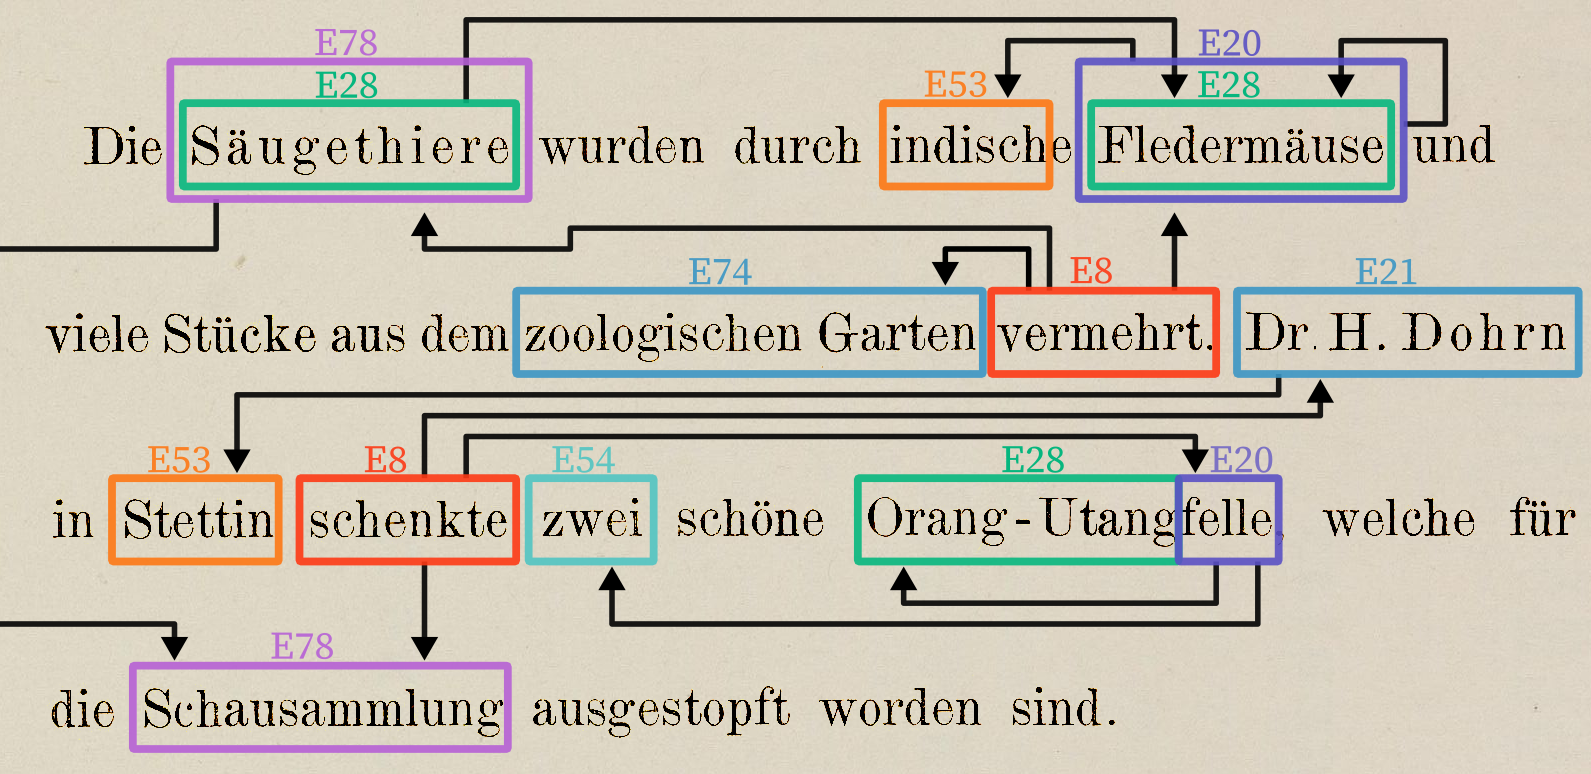 E78 E20
E28 E53 E28
Die Säugethiere wurden durch indische Fledermäuse und
E74 E8 E21
viele Stücke aus dem zoologischen Garten vermehrt. Dr. H. Dohrn
E53 E8 E54 E28 E20
in Stettin schenkte zwei schöne Orang-Utangfelle, welche für
E78
die Schausammlung ausgestopft worden sind.